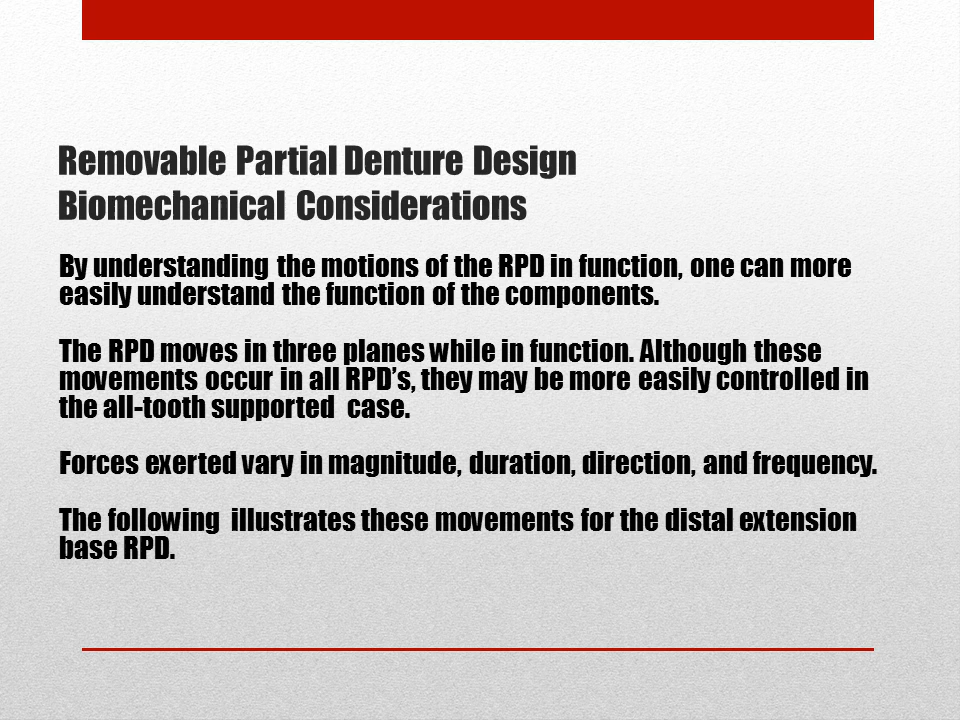 Removable Partial Denture Design
Biomechanical Considerations
By understanding the motions of the RPD in function, one can more
easily understand the function of the components.
The RPD moves in three planes while in function. Although these
movements occur in all RPD’s, they may be more easily controlled in
the all-tooth supported case.
Forces exerted vary in magnitude, duration, direction, and frequency.
The following illustrates these movements for the distal extension
base RPD.